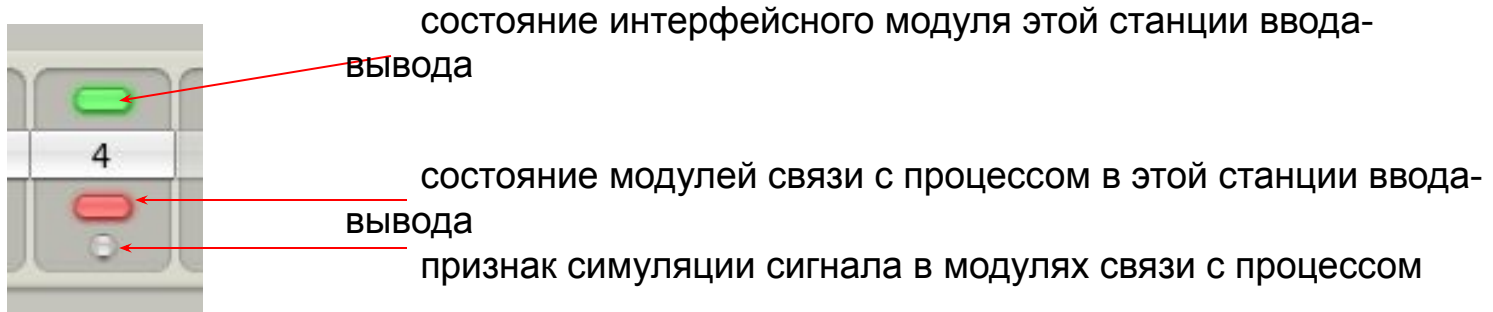 состояние интерфейсного модуля этой станции ввода-
вывода
4
состояние модулей связи с процессом в этой станции ввода-
вывода
признак симуляции сигнала в модулях связи с процессом